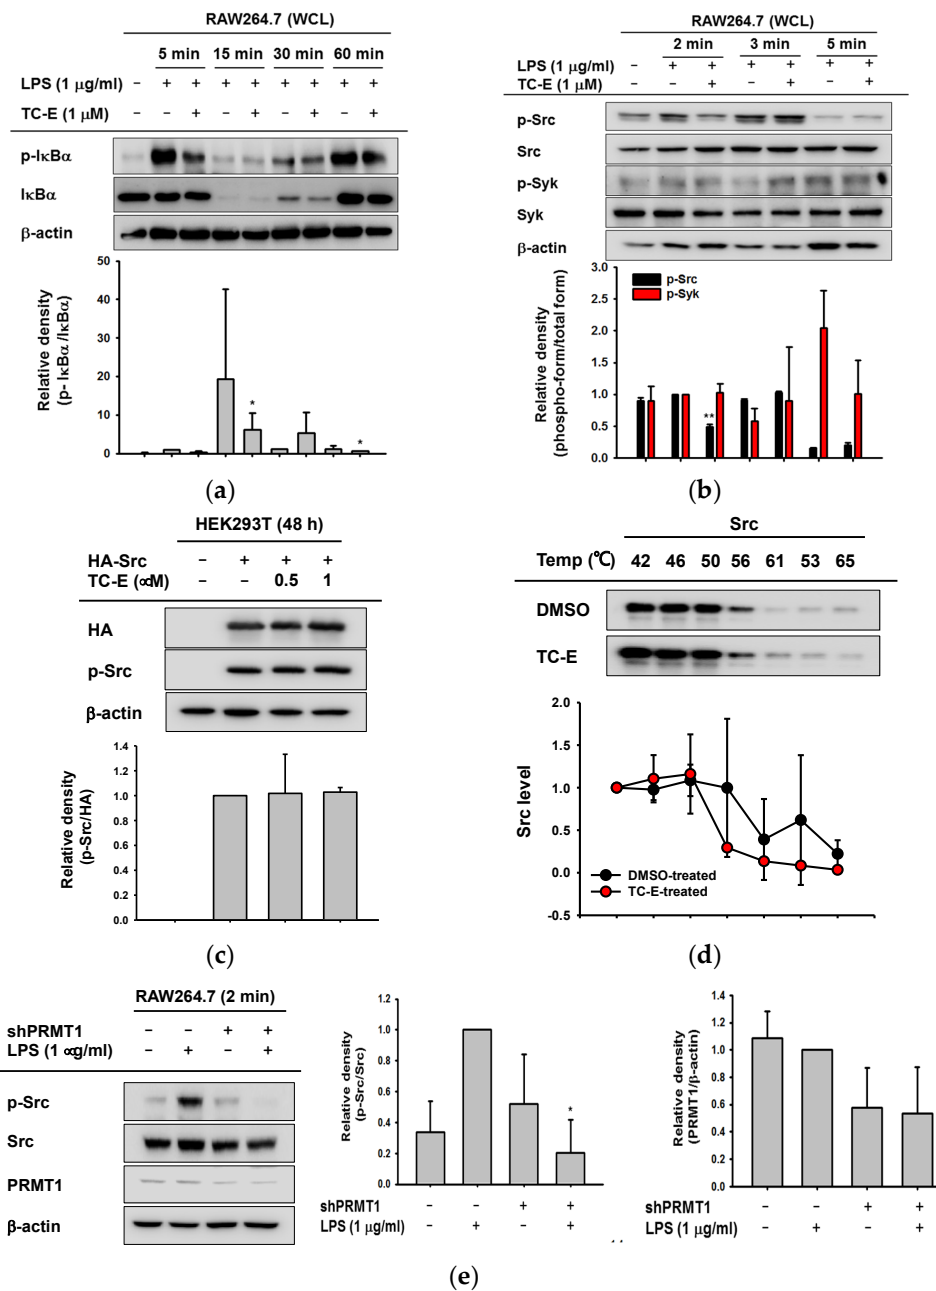 RAW264.7 (WCL)
5 min 15 min 30 min 60 min
LPS (1 μg/ml) − + + + + + + + +
TC-E (1 μM) − − + − + − + − +
p-IκBα
IκBα
β-actin
Relative density
(p- IκBα /IκBα)
50
40
30
20
10
0
*
*
(a)
RAW264.7 (WCL)
2 min 3 min 5 min
LPS (1 μg/ml) − + + + + + +
TC-E (1 μM) − − + − + − +
p-Src
Src
p-Syk
Syk
β-actin
Relative density
(phospho-form/total form)
3.0
2.5
2.0
1.5
1.0
0.5
0.0
p-Src
p-Syk
**
(b)
HEK293T (48 h)
HA-Src − + + +
TC-E (∝M) − − 0.5 1
HA
p-Src
β-actin
Relative density
(p-Src/HA)
1.4
1.2
1.0
0.8
0.6
0.4
0.2
0.0
(c)
Src
Temp (℃) 42 46 50 56 61 53 65
DMSO
TC-E
Src level
2.0
1.5
1.0
0.5
0.0
-0.5
DMSO-treated
TC-E-treated
(d)
RAW264.7 (2 min)
shPRMT1 − − + +
LPS (1 ∝g/ml) − + − +
p-Src
Src
PRMT1
β-actin
Relative density
(p-Src/Src)
1.2
1.0
0.8
0.6
0.4
0.2
0.0
*
shPRMT1 − − + +
LPS (1 μg/ml) − + − +
Relative density
(PRMT1/β-actin)
1.4
1.2
1.0
0.8
0.6
0.4
0.2
0.0
shPRMT1 − − + +
LPS (1 μg/ml) − + − +
(e)